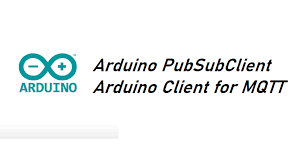 Arduino PubSubClient
Arduino Client for MQTT
ARDUINO